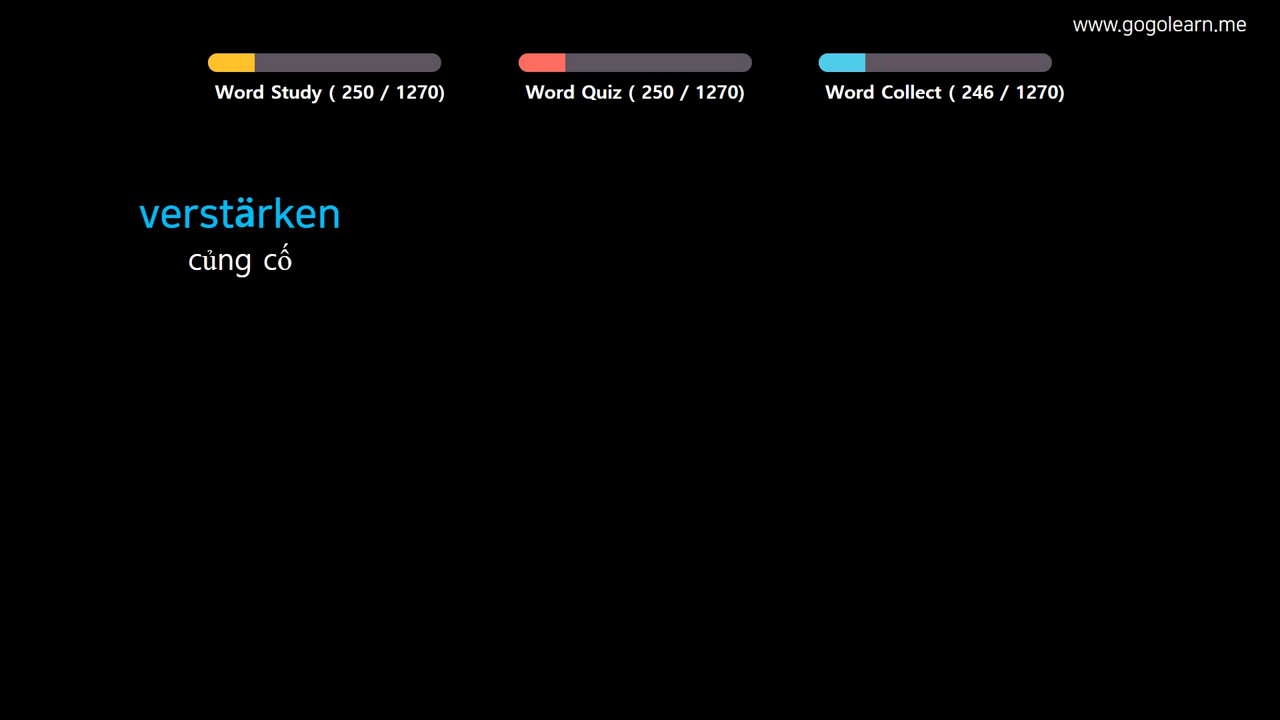 www.gogolearn.me
Word Study ( 250 / 1270)
Word Quiz ( 250 / 1270)
Word Collect ( 246 / 1270)
verstärken
củng cố